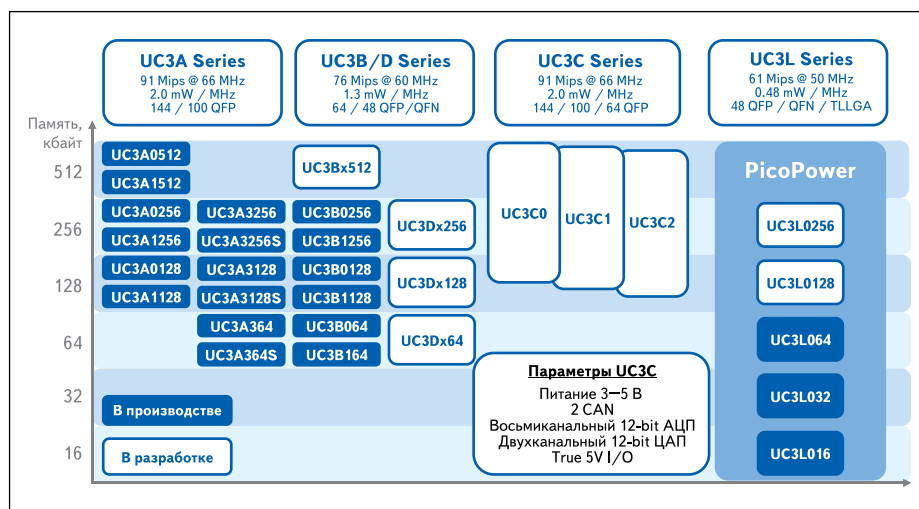 UC3A Series
91 Mips @ 66 MHz
2.0 mW / MHz
144 / 100 QFP
UC3B/D Series
76 Mips @ 60 MHz
1.3 mW / MHz
64 / 48 QFP/QFN
UC3C Series
91 Mips @ 66 MHz
2.0 mW / MHz
144 / 100 / 64 QFP
UC3L Series
61 Mips @ 50 MHz
0.48 mW / MHz
48 QFP / QFN / TLLGA
Память,
кбайт
512
256
128
64
32
16
UC3A0512
UC3A1512
UC3A0256
UC3A1256
UC3A0128
UC3A1128
UC3A3256
UC3A3256S
UC3A3128
UC3A3128S
UC3A364
UC3A364S
UC3Bx512
UC3B0256
UC3B1256
UC3B0128
UC3B1128
UC3B064
UC3B164
UC3Dx256
UC3Dx128
UC3Dx64
UC3C0
UC3C1
UC3C2
PicoPower
UC3L0256
UC3L0128
UC3L064
UC3L032
UC3L016
Параметры UC3C
Питание 3—5 В
2 CAN
Восьмиканальный 12-bit АЦП
Двухканальный 12-bit ЦАП
True 5V I/O
В производстве
В разработке